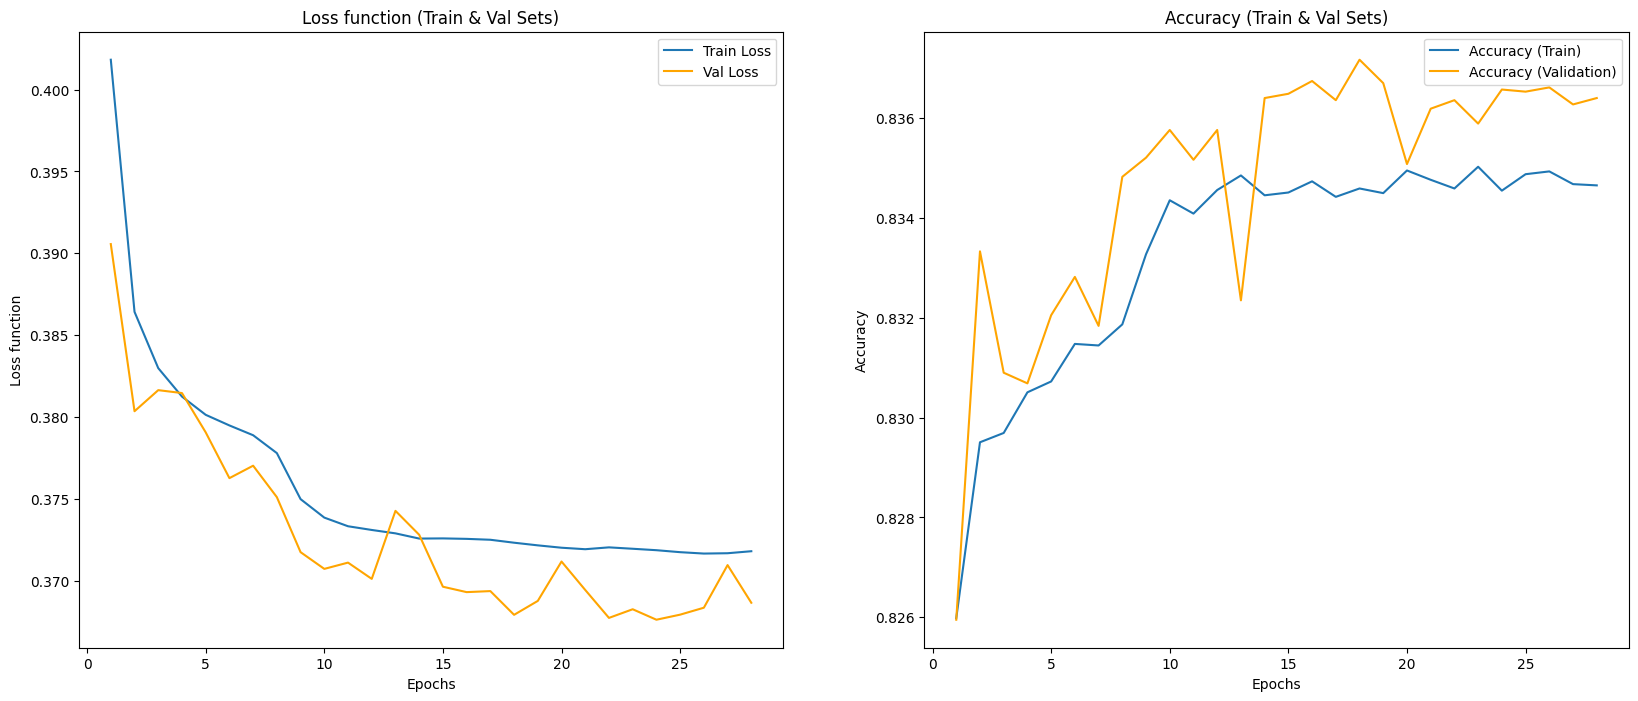 Loss function (Train & Val Sets)
Train Loss
Val Loss
0.400
0.395
0.390
0.385
0.380
0.375
0.370
Loss function
0
5
10
15
20
25
Epochs
Accuracy (Train & Val Sets)
Accuracy (Train)
Accuracy (Validation)
0.836
0.834
0.832
0.830
0.828
0.826
Accuracy
0
5
10
15
20
25
Epochs